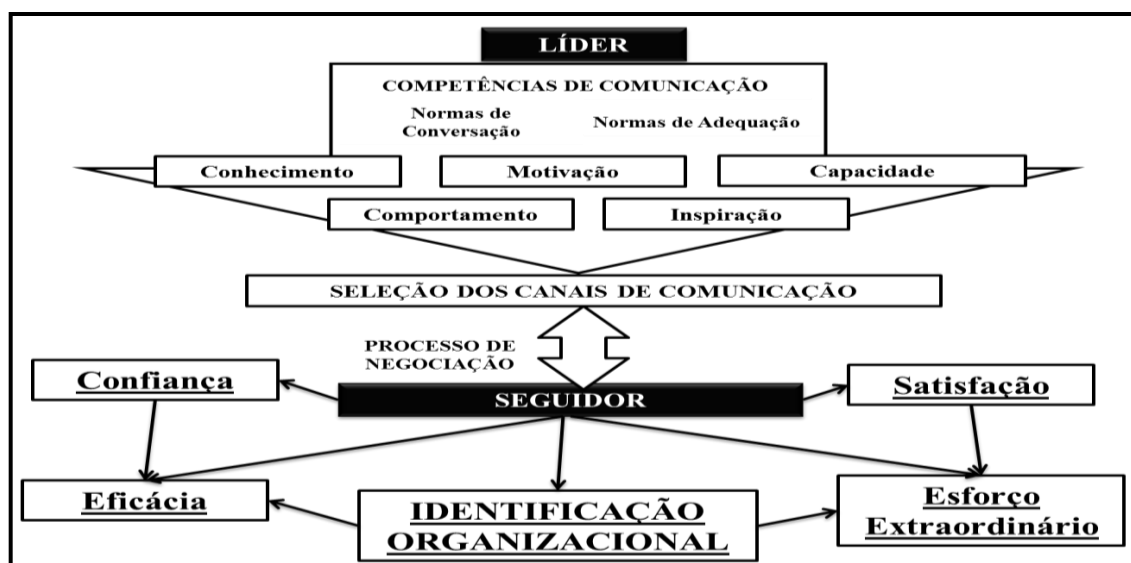 LÍDER
COMPETÊNCIAS DE COMUNICAÇÃO
Normas de
Conversação
Normas de Adequação
Conhecimento
Motivação
Capacidade
Comportamento
Inspiração
SELEÇÃO DOS CANAIS DE COMUNICAÇÃO
PROCESSO DE
NEGOCIAÇÃO
Confiança
SEGUIDOR
Satisfação
Eficácia
IDENTIFICAÇÃO
ORGANIZACIONAL
Esforço
Extraordinário